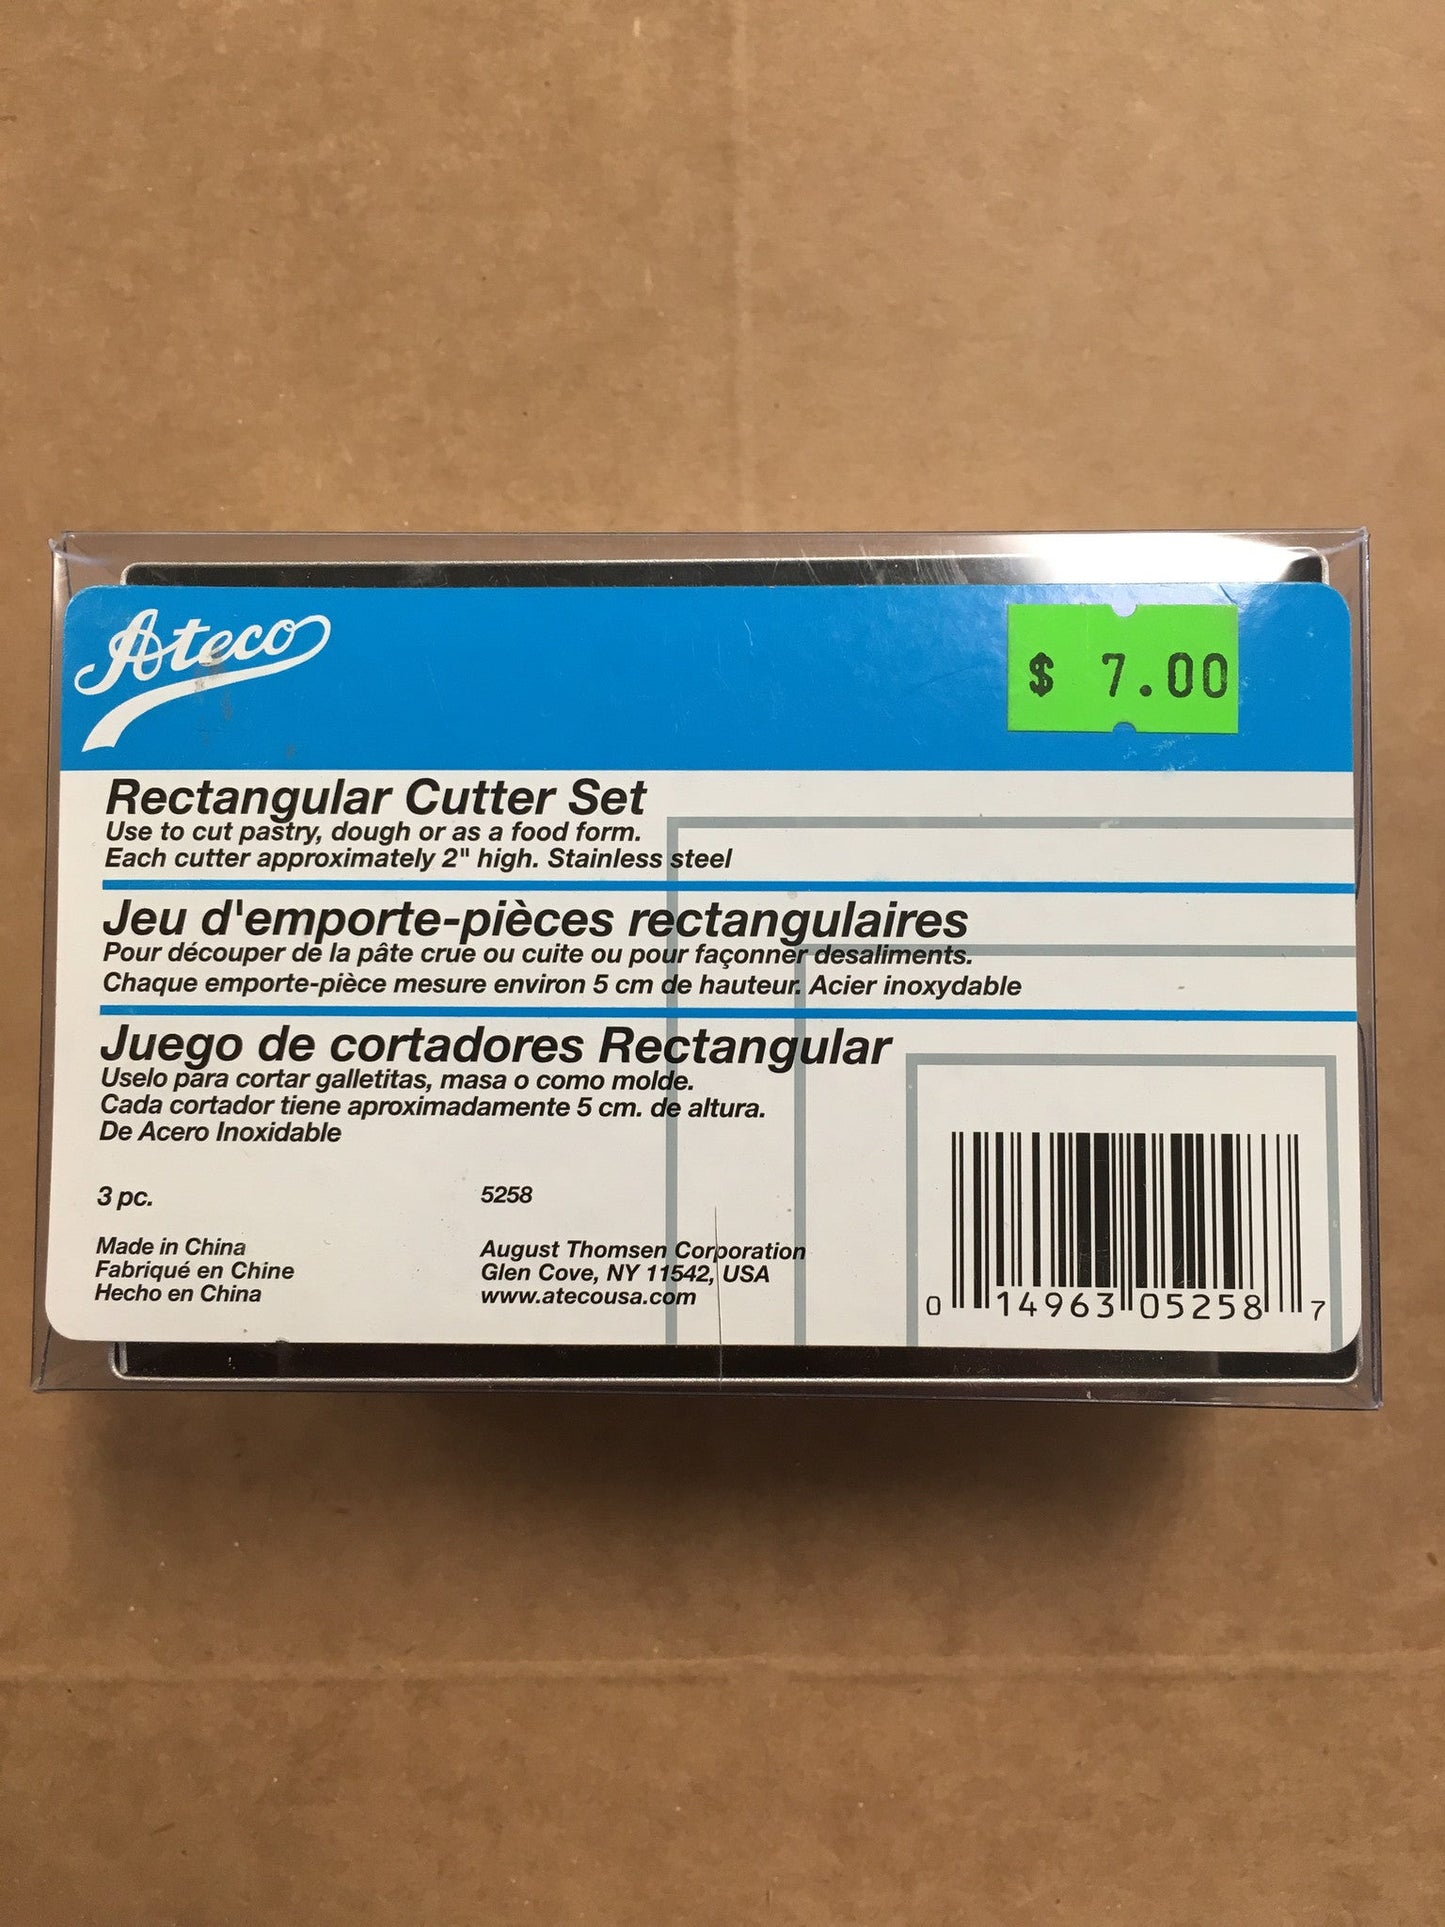 Ateco
$ 7.00
Rectangular Cutter Set
Use to cut pastry, dough or as a food form.
Each cutter approximately 2" high. Stainless steel
Jeu d'emporte-pièces rectangulaires
Pour découper de la pâte crue ou cuite ou pour façonner desaliments.
Chaque emporte-pièce mesure environ 5 cm de hauteur. Acier inoxydable
Juego de cortadores Rectangular
Uselo para cortar galletitas, masa o como molde.
Cada cortador tiene aproximadamente 5 cm. de altura.
De Acero Inoxidable
3 pc.
5258
Made in China
Fabriqué en Chine
Hecho en China
August Thomsen Corporation
Glen Cove, NY 11542, USA
www.atecousa.com
0 14963 05258 7